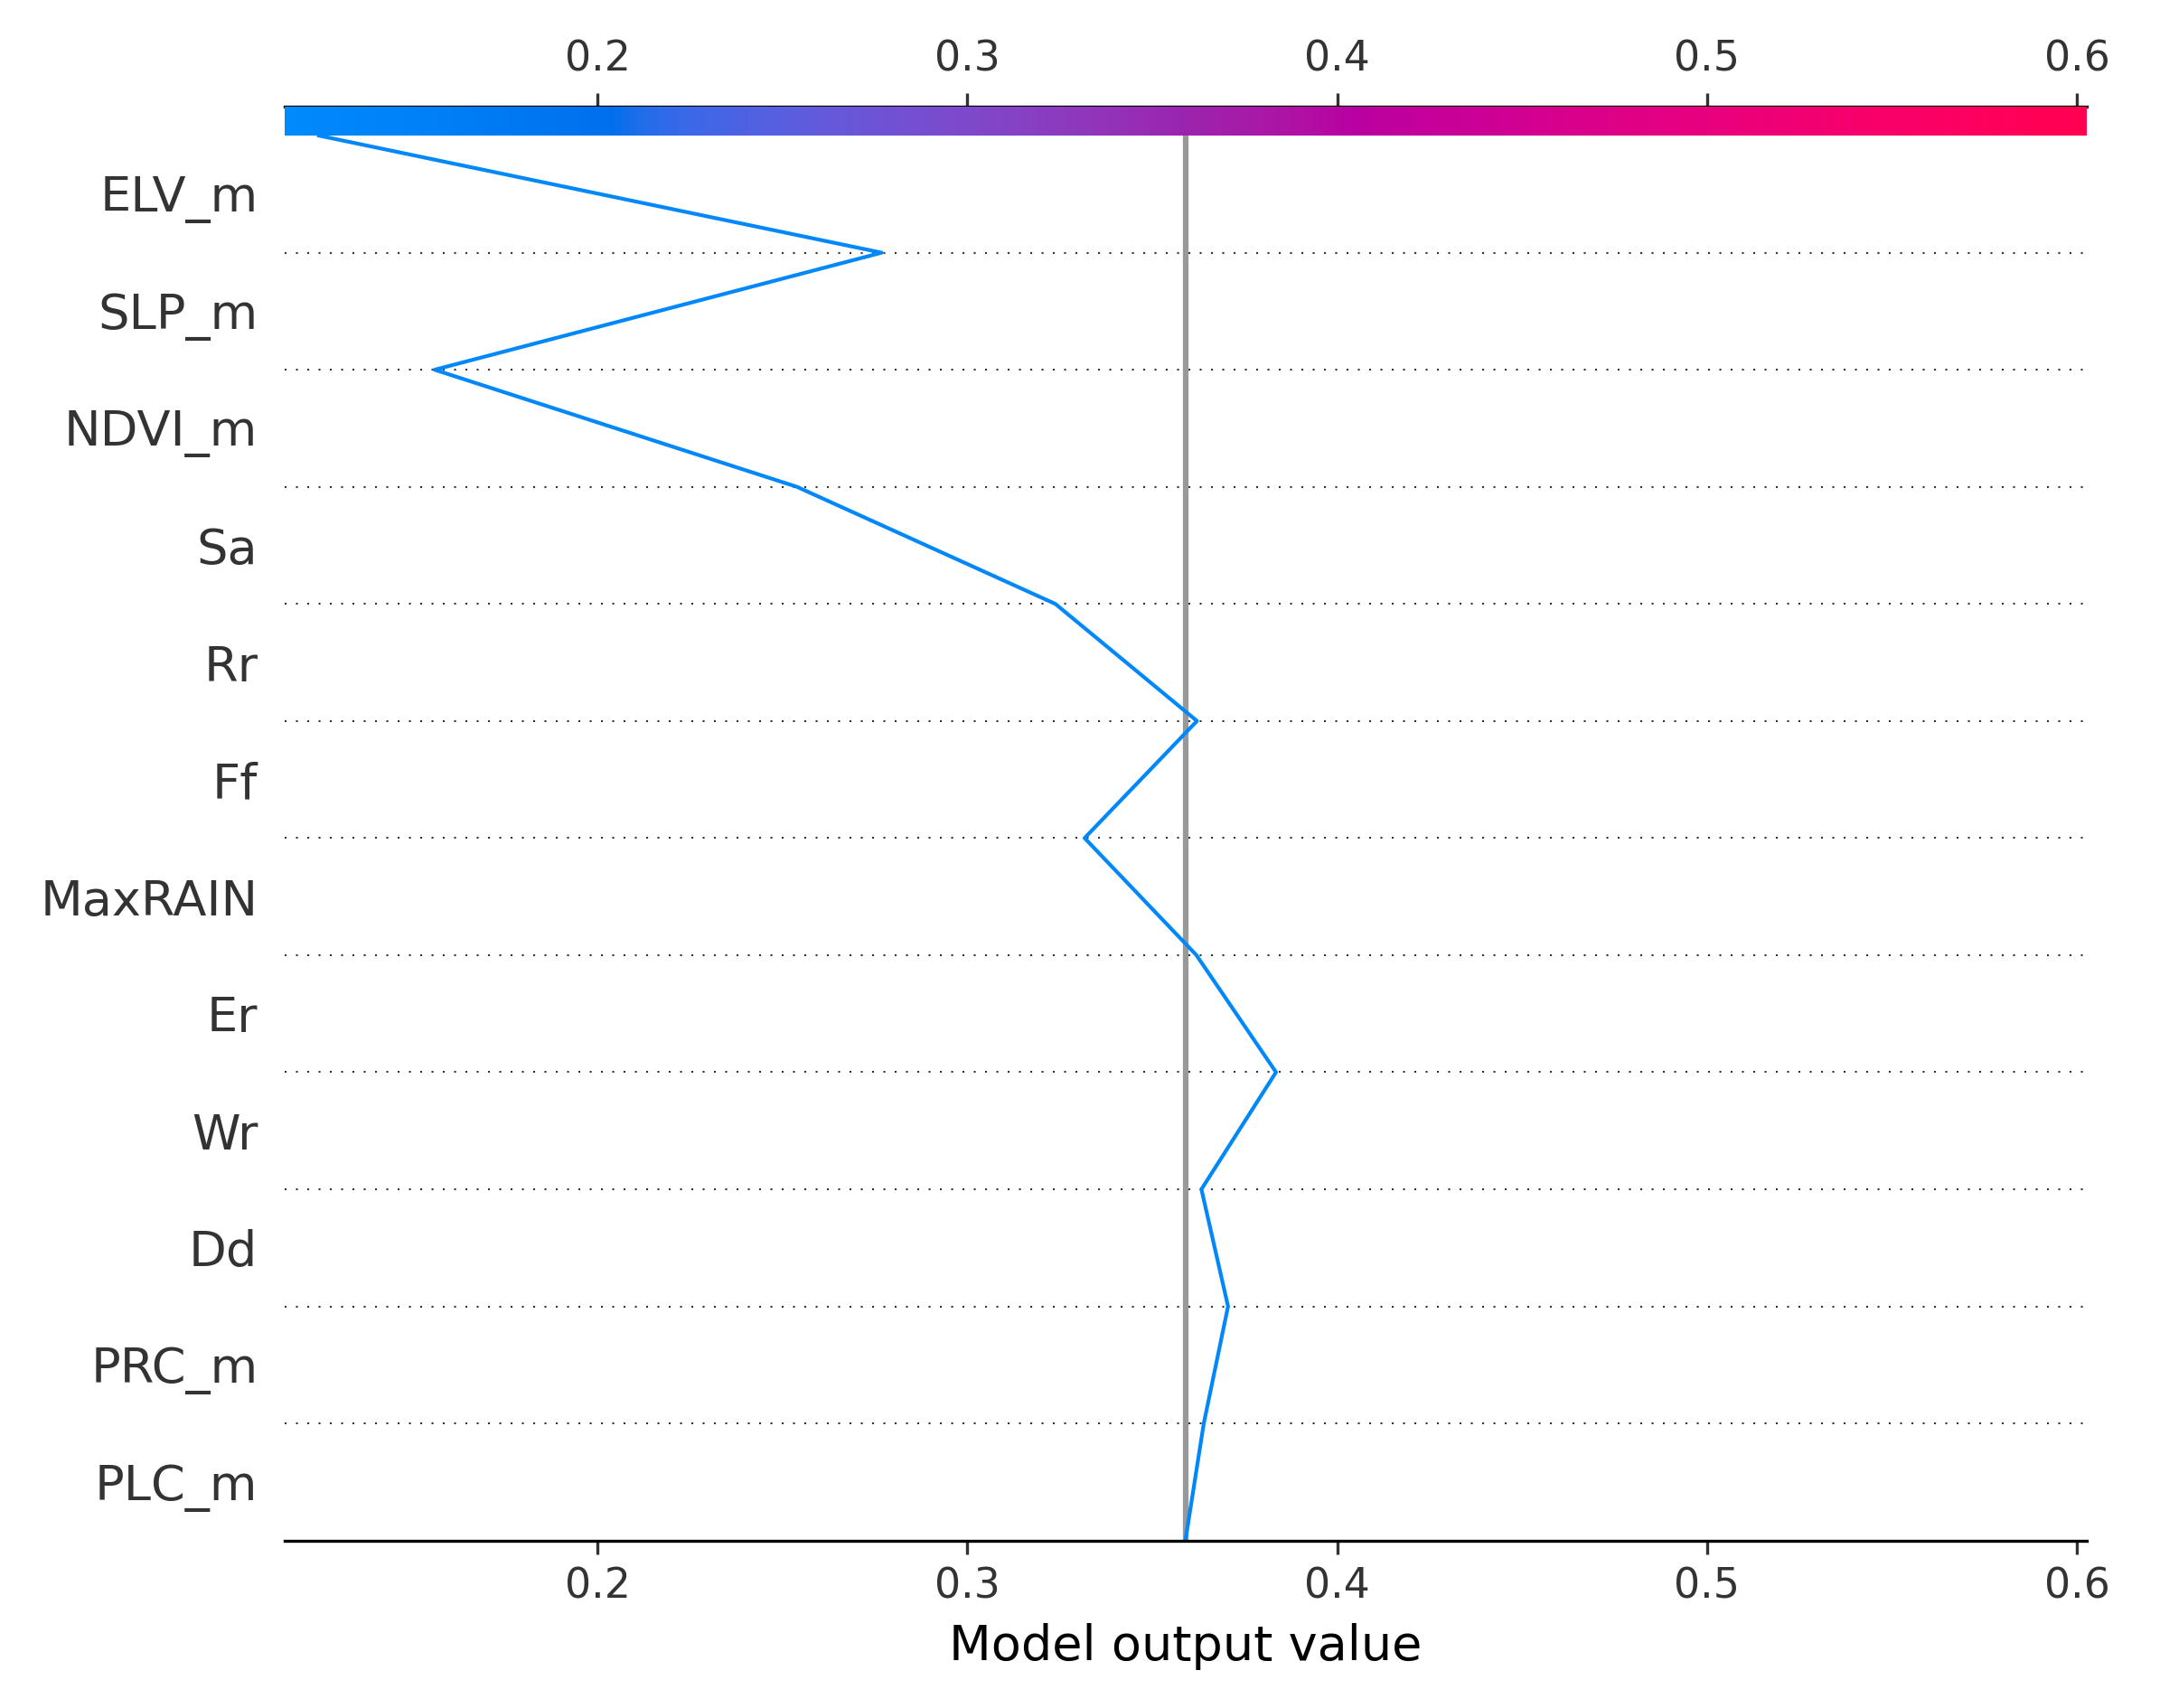 0.2 0.3 0.4 0.5 0.6
ELV_m
SLP_m
NDVI_m
Sa
Rr
Ff
MaxRAIN
Er
Wr
Dd
PRC_m
PLC_m
0.2 0.3 0.4 0.5 0.6
Model output value